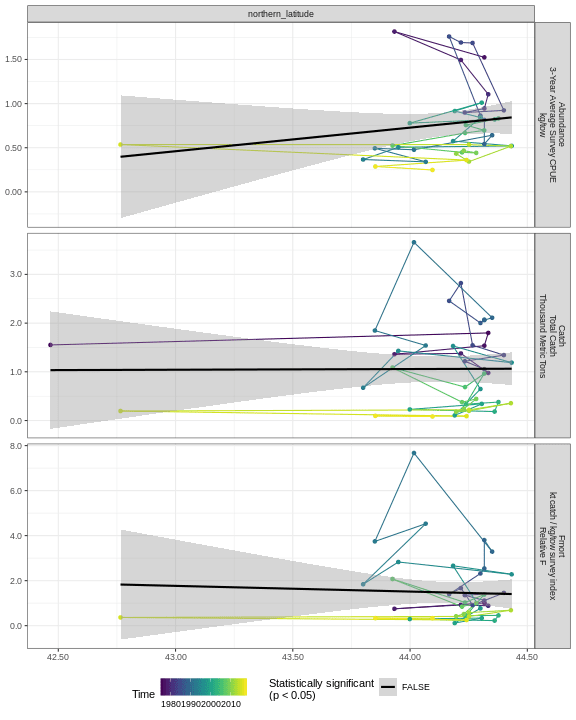 northern_latitude
1.50
1.00
0.50
0.00
Abundance
3-Year Average Survey CPUE
kg/tow
3.0
2.0
1.0
0.0
Catch
Total Catch
Thousand Metric Tons
8.0
6.0
4.0
2.0
0.0
Fmort
kt catch / kg/tow survey index
Relative F
42.50 43.00 43.50 44.00 44.50
Time
1980199020002010
Statistically significant
(p < 0.05)
FALSE